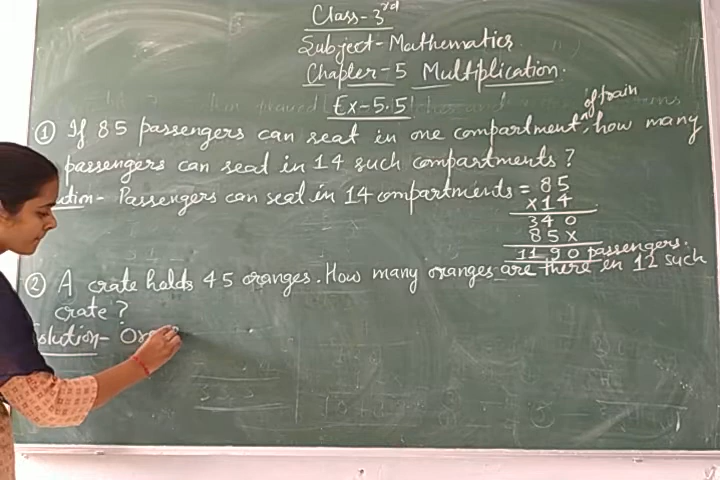 Class-3rd
Subject-Mathematics
Chapter-5 Multiplication.
Ex-5.5
① If 85 passengers can seat in one compartment of train, how many
passengers can seat in 14 such compartments?
ution- Passengers can seat in 14 compartments = 85
x14
340
85x
1190 passengers.
② A crate holds 45 oranges. How many oranges are there in 12 such
crate?
Solution- Oran